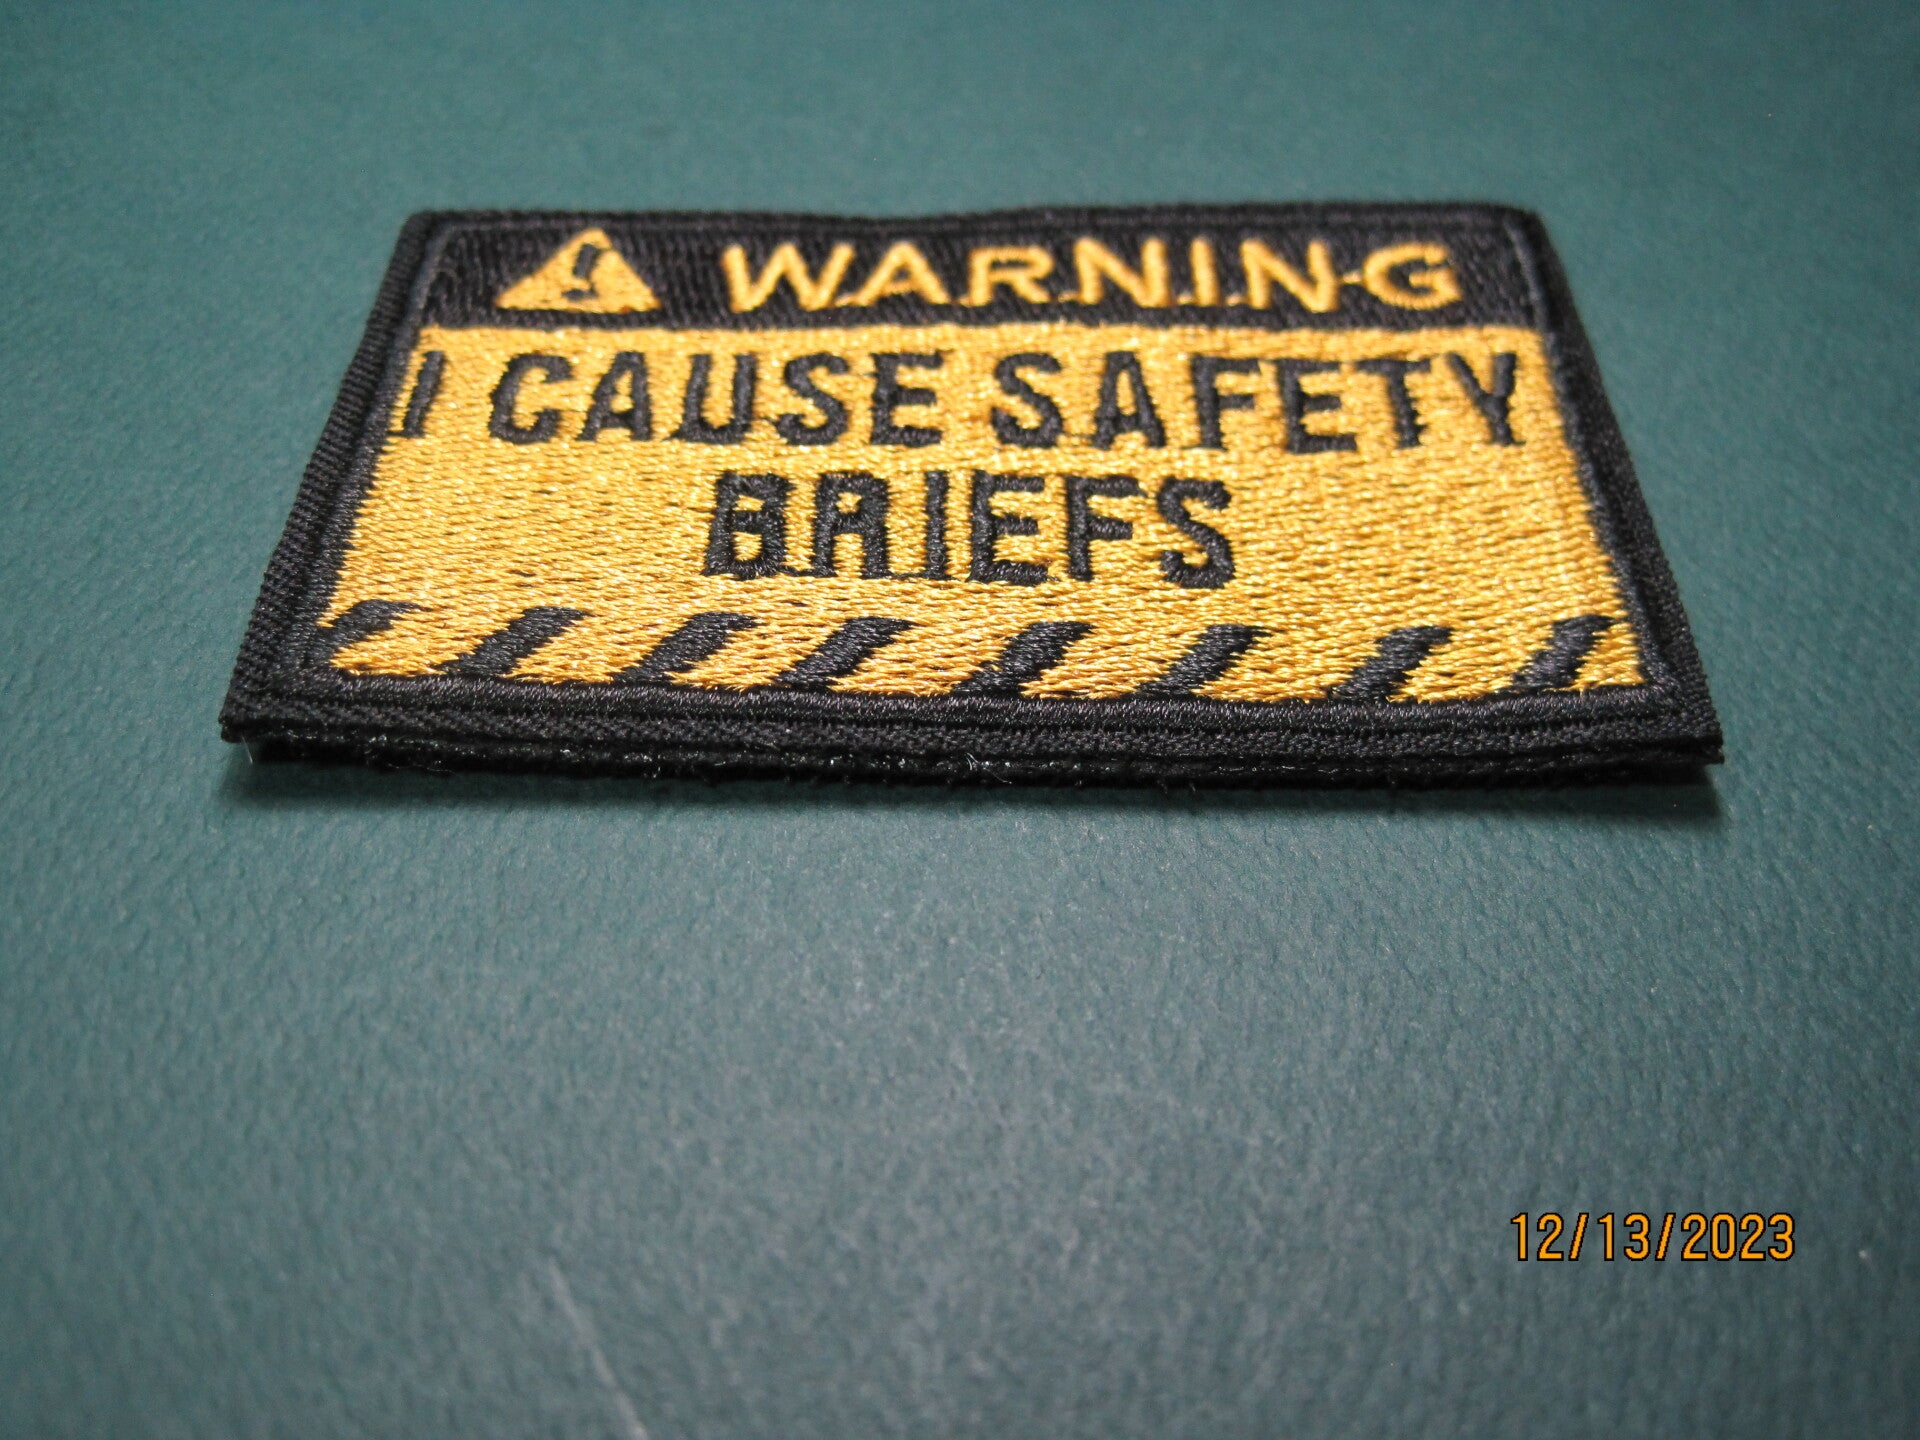 WARNING
I CAUSE SAFETY
BRIEFS
12/13/2023